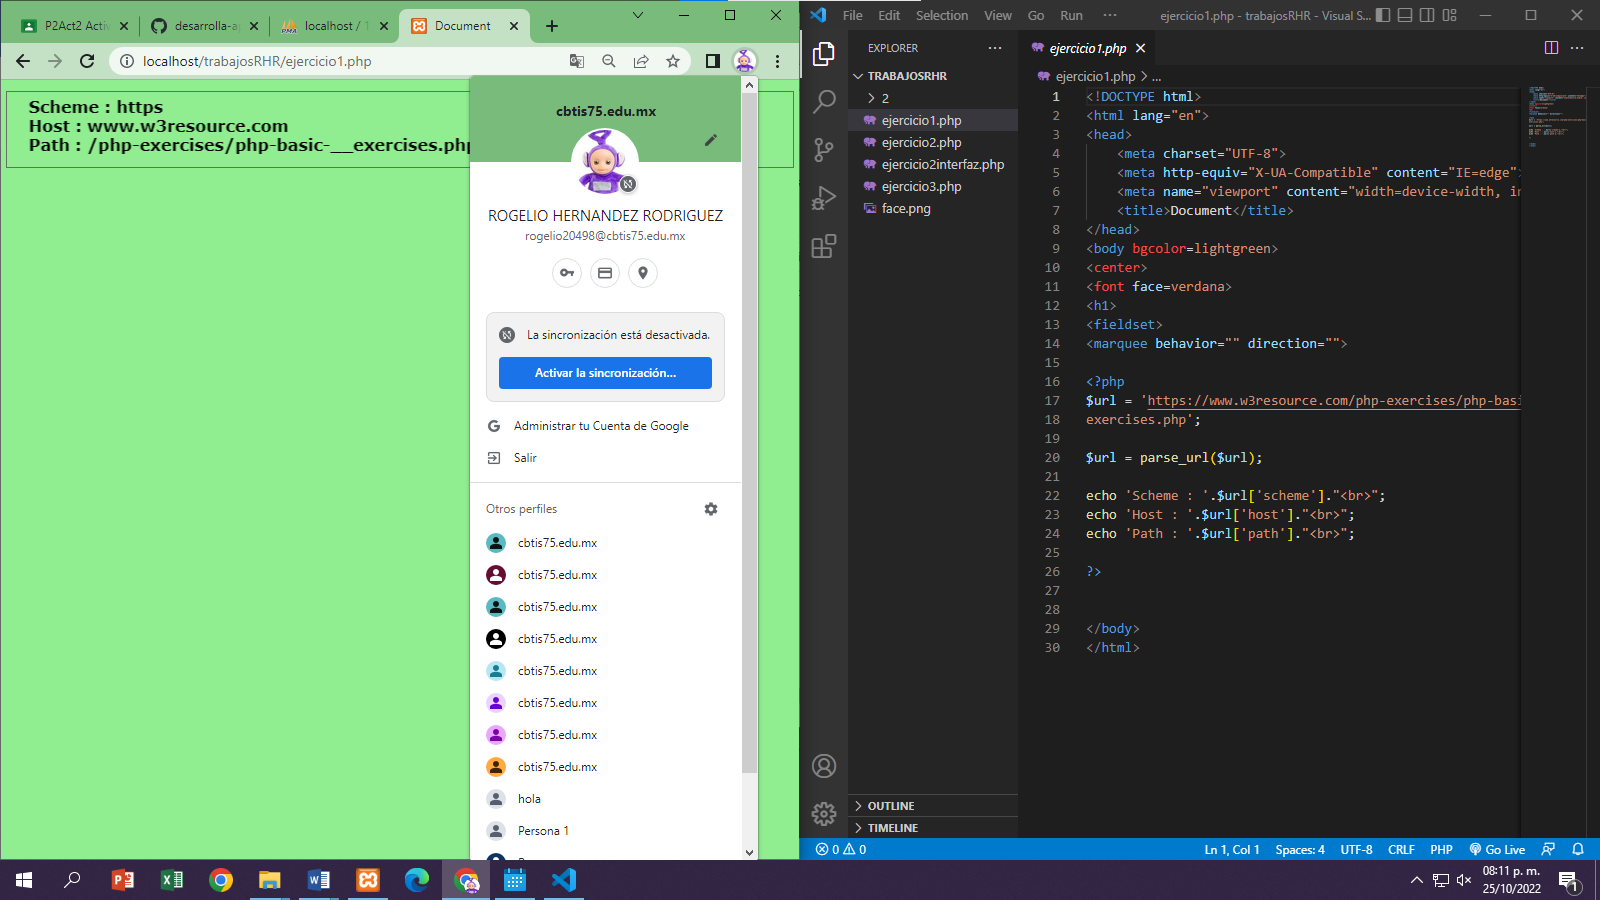 P2Act2 Activ
desarrolla-ap
localhost / 1
Document
localhost/trabajosRHR/ejercicio1.php
Scheme : https
Host : www.w3resource.com
Path : /php-exercises/php-basic-__exercises.php
cbtis75.edu.mx
ROGELIO HERNANDEZ RODRIGUEZ
rogelio20498@cbtis75.edu.mx
La sincronización está desactivada.
Activar la sincronización...
Administrar tu Cuenta de Google
Salir
Otros perfiles
cbtis75.edu.mx
cbtis75.edu.mx
cbtis75.edu.mx
cbtis75.edu.mx
cbtis75.edu.mx
cbtis75.edu.mx
cbtis75.edu.mx
cbtis75.edu.mx
hola
Persona 1
File Edit Selection View Go Run ··· ejercicio1.php - trabajosRHR - Visual S...
EXPLORER
TRABAJOSRHR
2
ejercicio1.php
ejercicio2.php
ejercicio2interfaz.php
ejercicio3.php
face.png
OUTLINE
TIMELINE
ejercicio1.php
ejercicio1.php > ...
1 <!DOCTYPE html>
2 <html lang="en">
3 <head>
4 <meta charset="UTF-8">
5 <meta http-equiv="X-UA-Compatible" content="IE=edge">
6 <meta name="viewport" content="width=device-width, in
7 <title>Document</title>
8 </head>
9 <body bgcolor=lightgreen>
10 <center>
11 <font face=verdana>
12 <h1>
13 <fieldset>
14 <marquee behavior="" direction="">
15
16 <?php
17 $url = 'https://www.w3resource.com/php-exercises/php-basi
18 exercises.php';
19
20 $url = parse_url($url);
21
22 echo 'Scheme : '.$url['scheme']."<br>";
23 echo 'Host : '.$url['host']."<br>";
24 echo 'Path : '.$url['path']."<br>";
25
26 ?>
27
28
29 </body>
30 </html>
0 0
Ln 1, Col 1 Spaces: 4 UTF-8 CRLF PHP Go Live
08:11 p. m.
25/10/2022
1